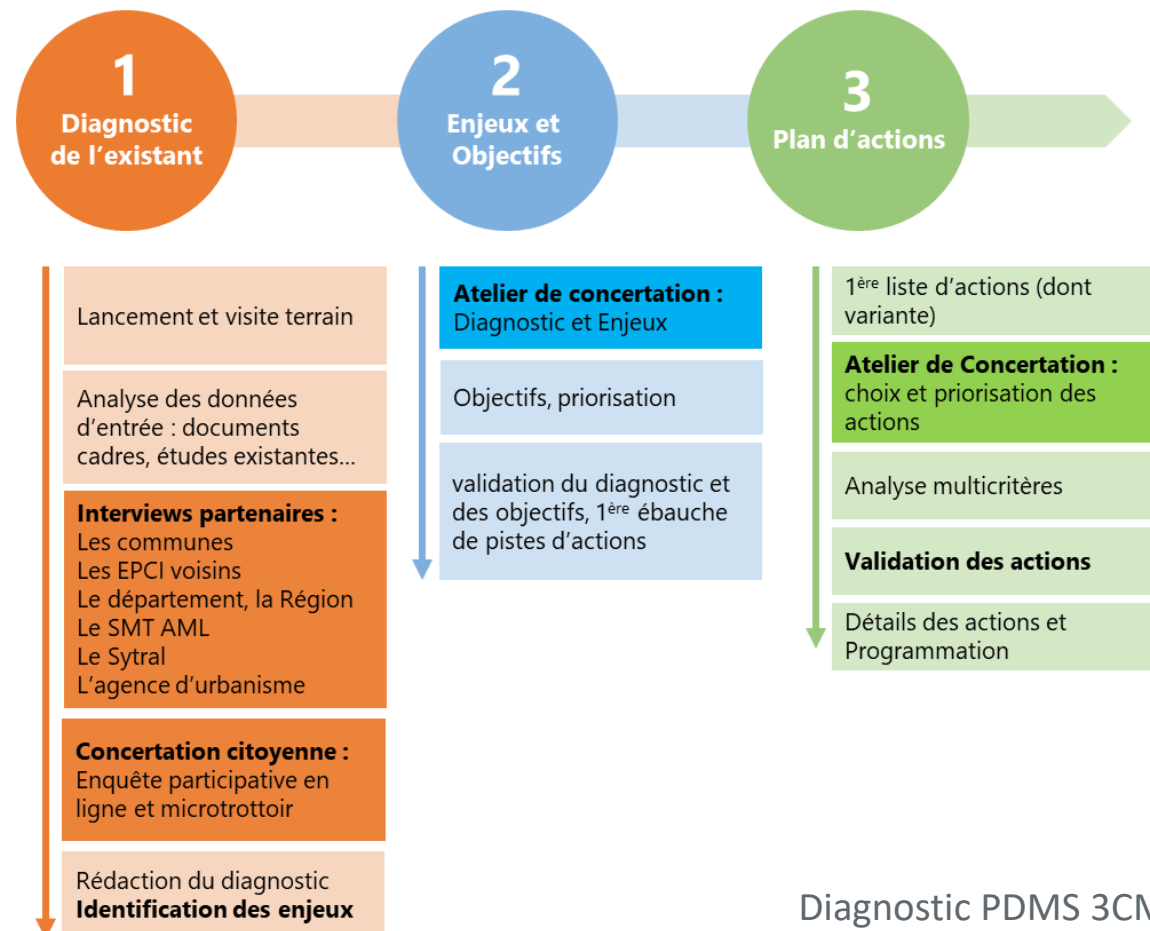 1
Diagnostic
de l'existant
2
Enjeux et
Objectifs
3
Plan d'actions
Lancement et visite terrain
Analyse des données
d'entrée : documents
cadres, études existantes...
Interviews partenaires :
Les communes
Les EPCI voisins
Le département, la Région
Le SMT AML
Le Sytral
L'agence d'urbanisme
Concertation citoyenne :
Enquête participative en
ligne et microtrottoir
Rédaction du diagnostic
Identification des enjeux
Atelier de concertation :
Diagnostic et Enjeux
Objectifs, priorisation
validation du diagnostic et
des objectifs, 1ère ébauche
de pistes d'actions
1ère liste d'actions (dont
variante)
Atelier de Concertation :
choix et priorisation des
actions
Analyse multicritères
Validation des actions
Détails des actions et
Programmation
Diagnostic PDMS 3CM